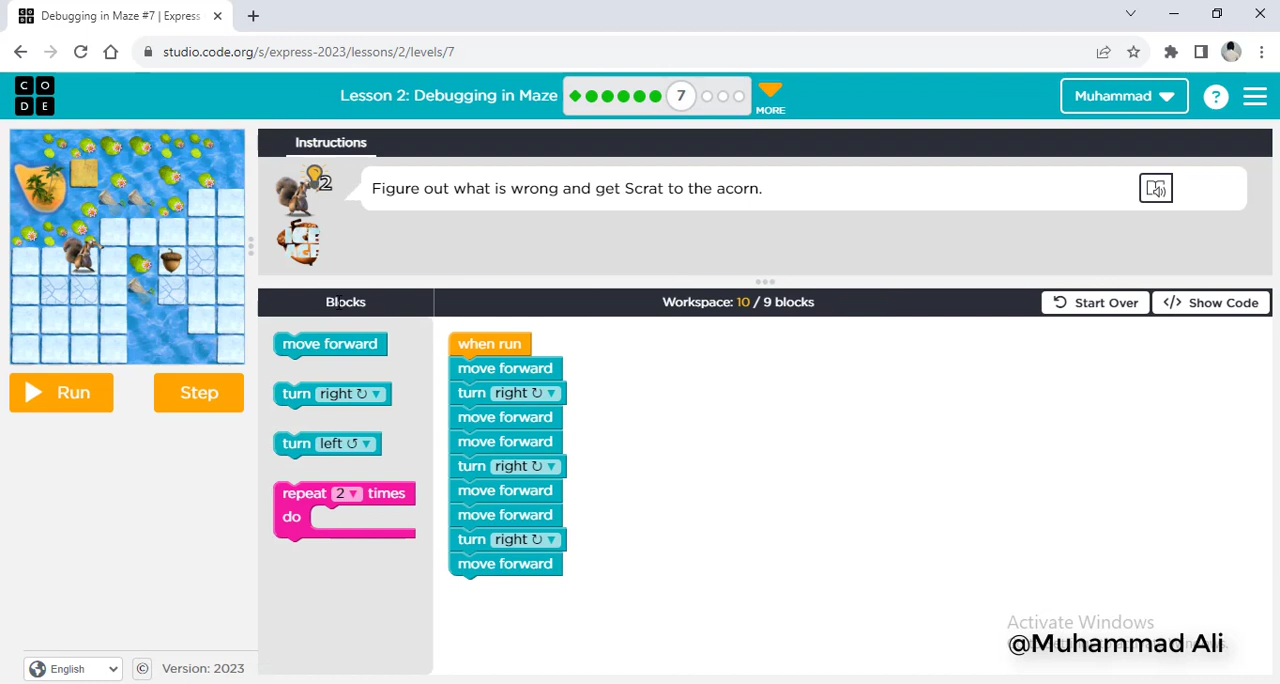 Debugging in Maze #7 | Express
studio.code.org/s/express-2023/lessons/2/levels/7
C O
D E
Lesson 2: Debugging in Maze
7
MORE
Muhammad
?
Instructions
2
Figure out what is wrong and get Scrat to the acorn.
ICE
AGE
Blocks
Workspace: 10 / 9 blocks
Start Over
</> Show Code
Run
Step
move forward
turn right ↻
turn left ↺
repeat 2 times
do
when run
move forward
turn right ↻
move forward
move forward
turn right ↻
move forward
move forward
turn right ↻
move forward
Activate Windows
@Muhammad Ali
English
©
Version: 2023